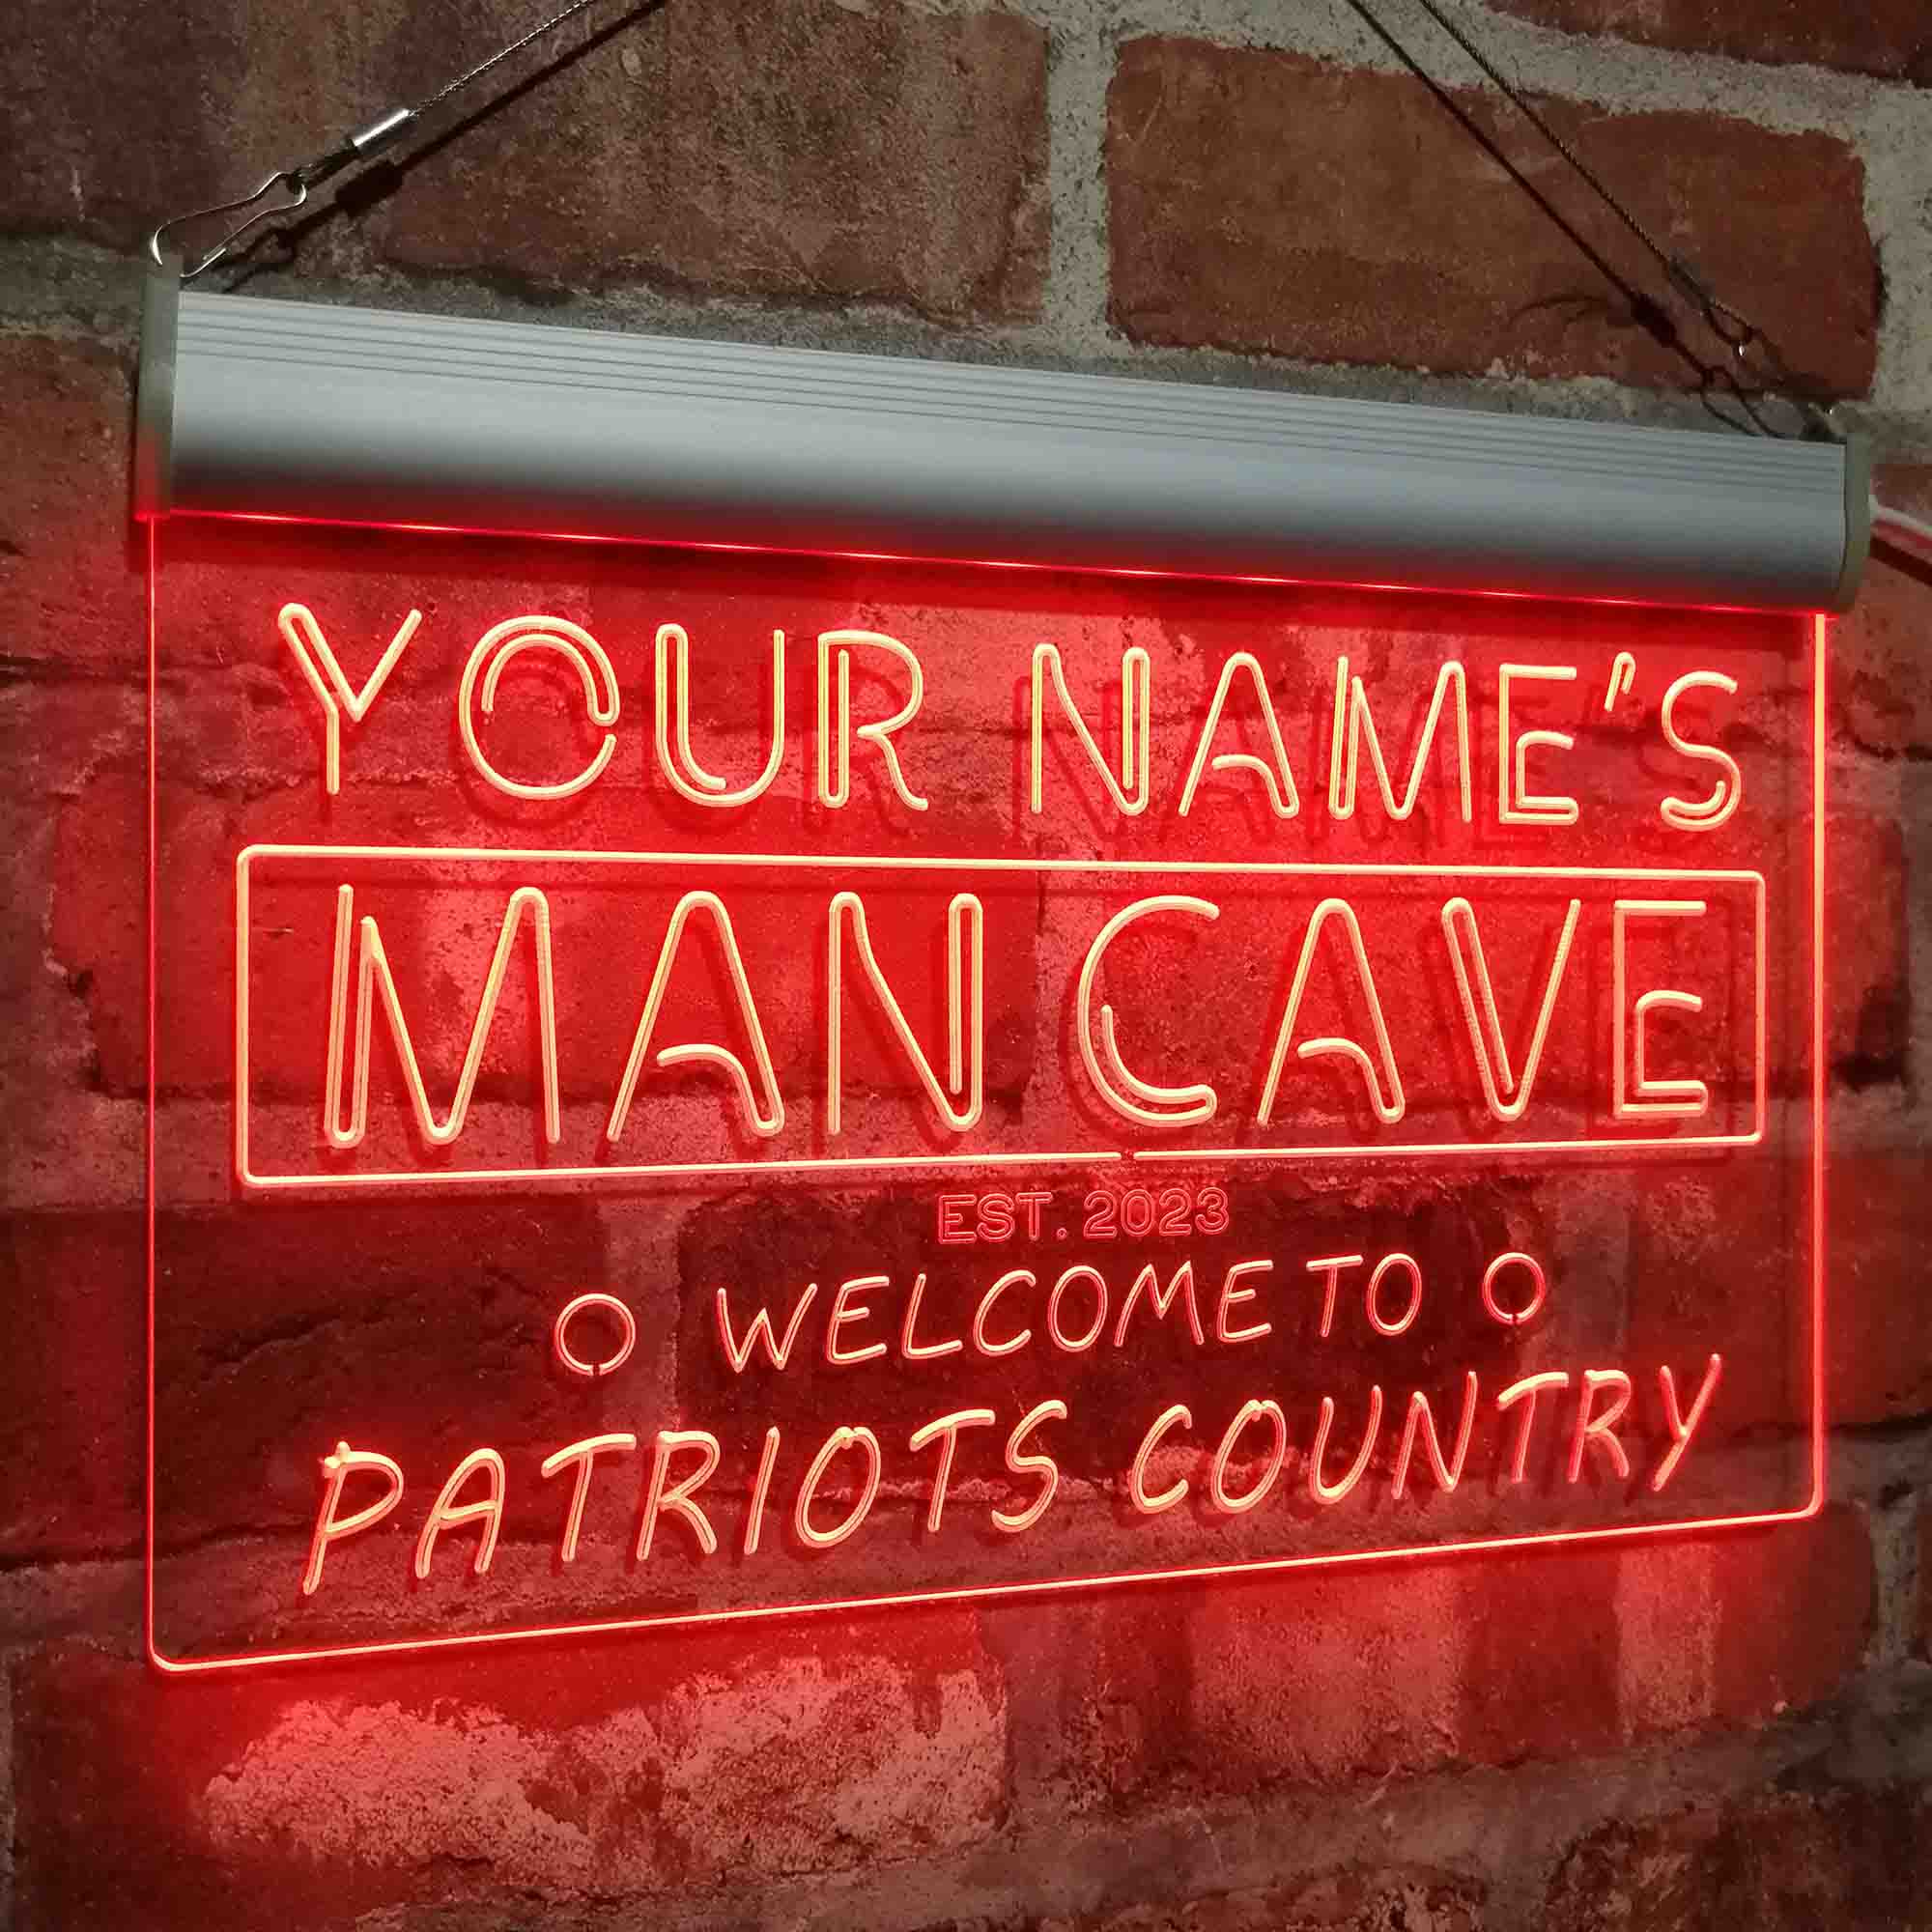 YOUR NAME'S
MAN CAVE
EST. 2023
WELCOME TO
PATRIOTS COUNTRY